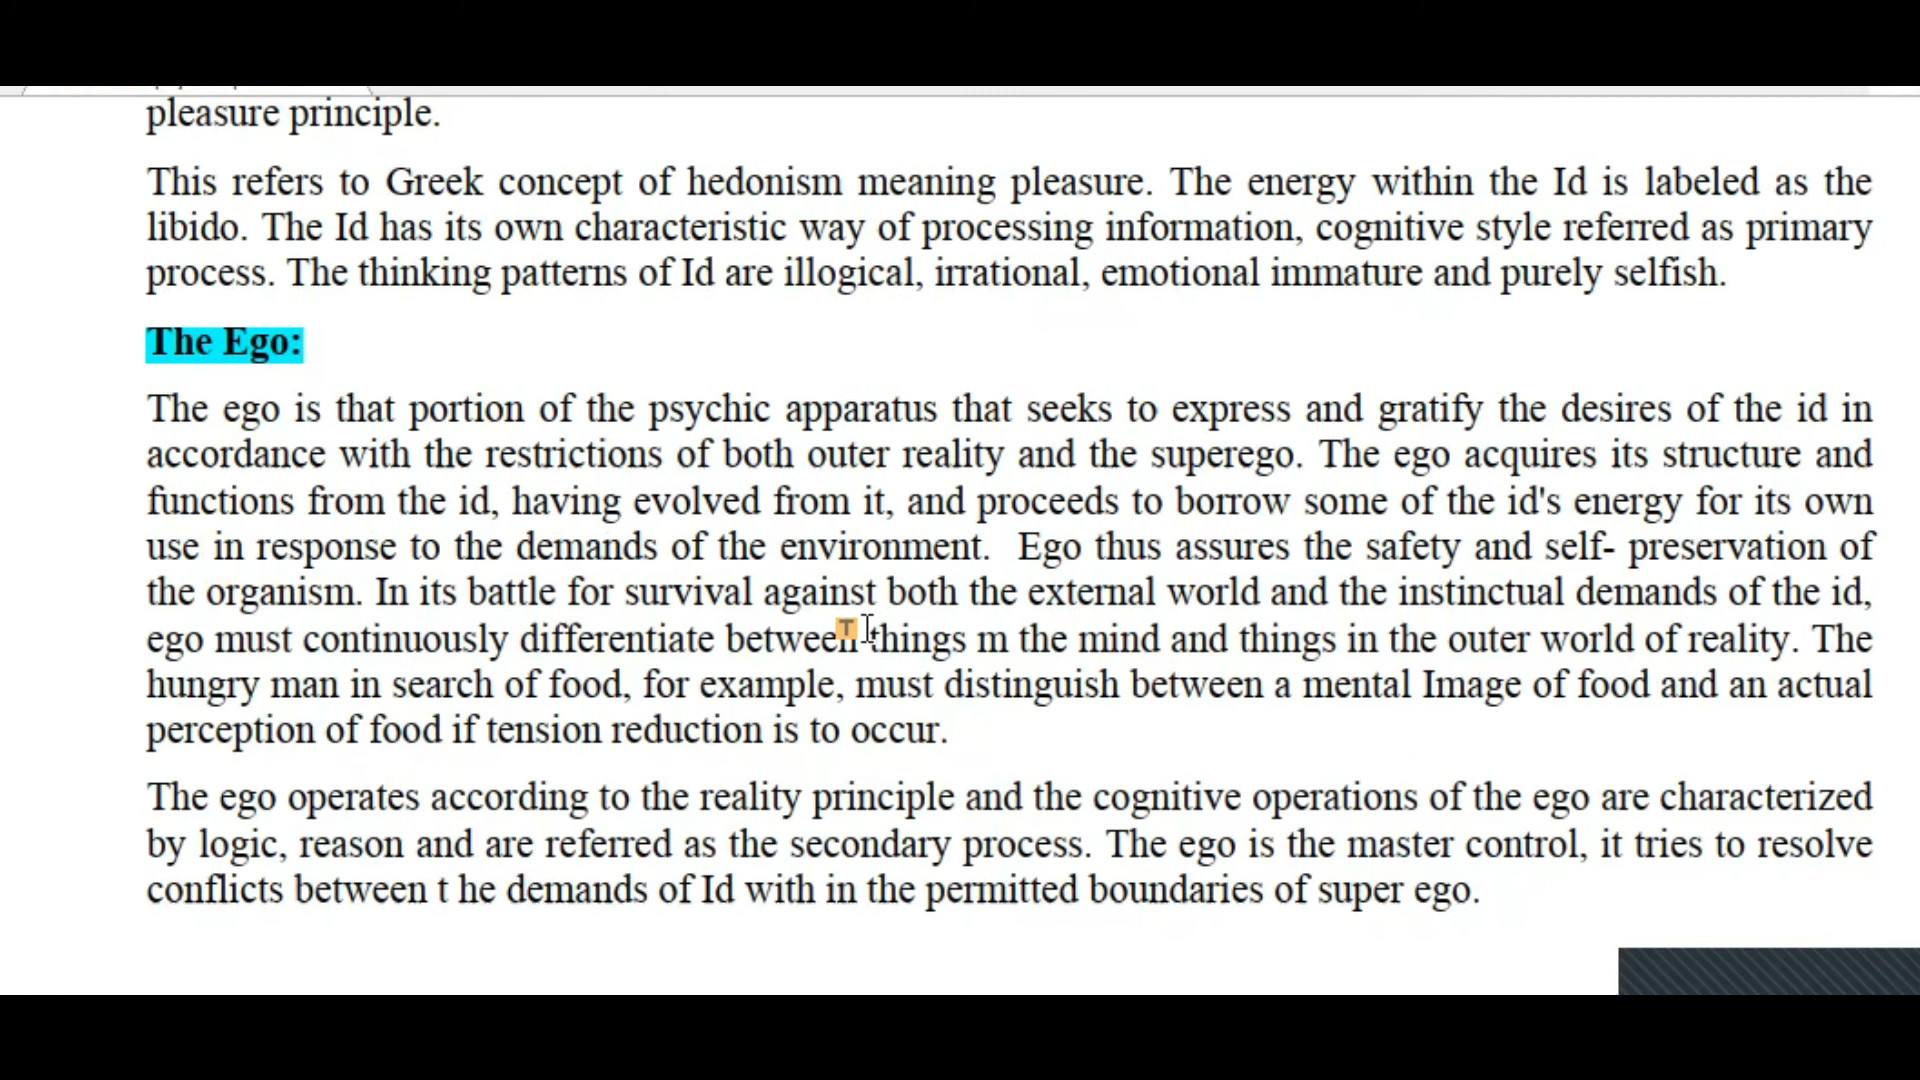 pleasure principle.
This refers to Greek concept of hedonism meaning pleasure. The energy within the Id is labeled as the
libido. The Id has its own characteristic way of processing information, cognitive style referred as primary
process. The thinking patterns of Id are illogical, irrational, emotional immature and purely selfish.
The Ego:
The ego is that portion of the psychic apparatus that seeks to express and gratify the desires of the id in
accordance with the restrictions of both outer reality and the superego. The ego acquires its structure and
functions from the id, having evolved from it, and proceeds to borrow some of the id's energy for its own
use in response to the demands of the environment.  Ego thus assures the safety and self- preservation of
the organism. In its battle for survival against both the external world and the instinctual demands of the id,
ego must continuously differentiate between things m the mind and things in the outer world of reality. The
hungry man in search of food, for example, must distinguish between a mental Image of food and an actual
perception of food if tension reduction is to occur.
The ego operates according to the reality principle and the cognitive operations of the ego are characterized
by logic, reason and are referred as the secondary process. The ego is the master control, it tries to resolve
conflicts between t he demands of Id with in the permitted boundaries of super ego.